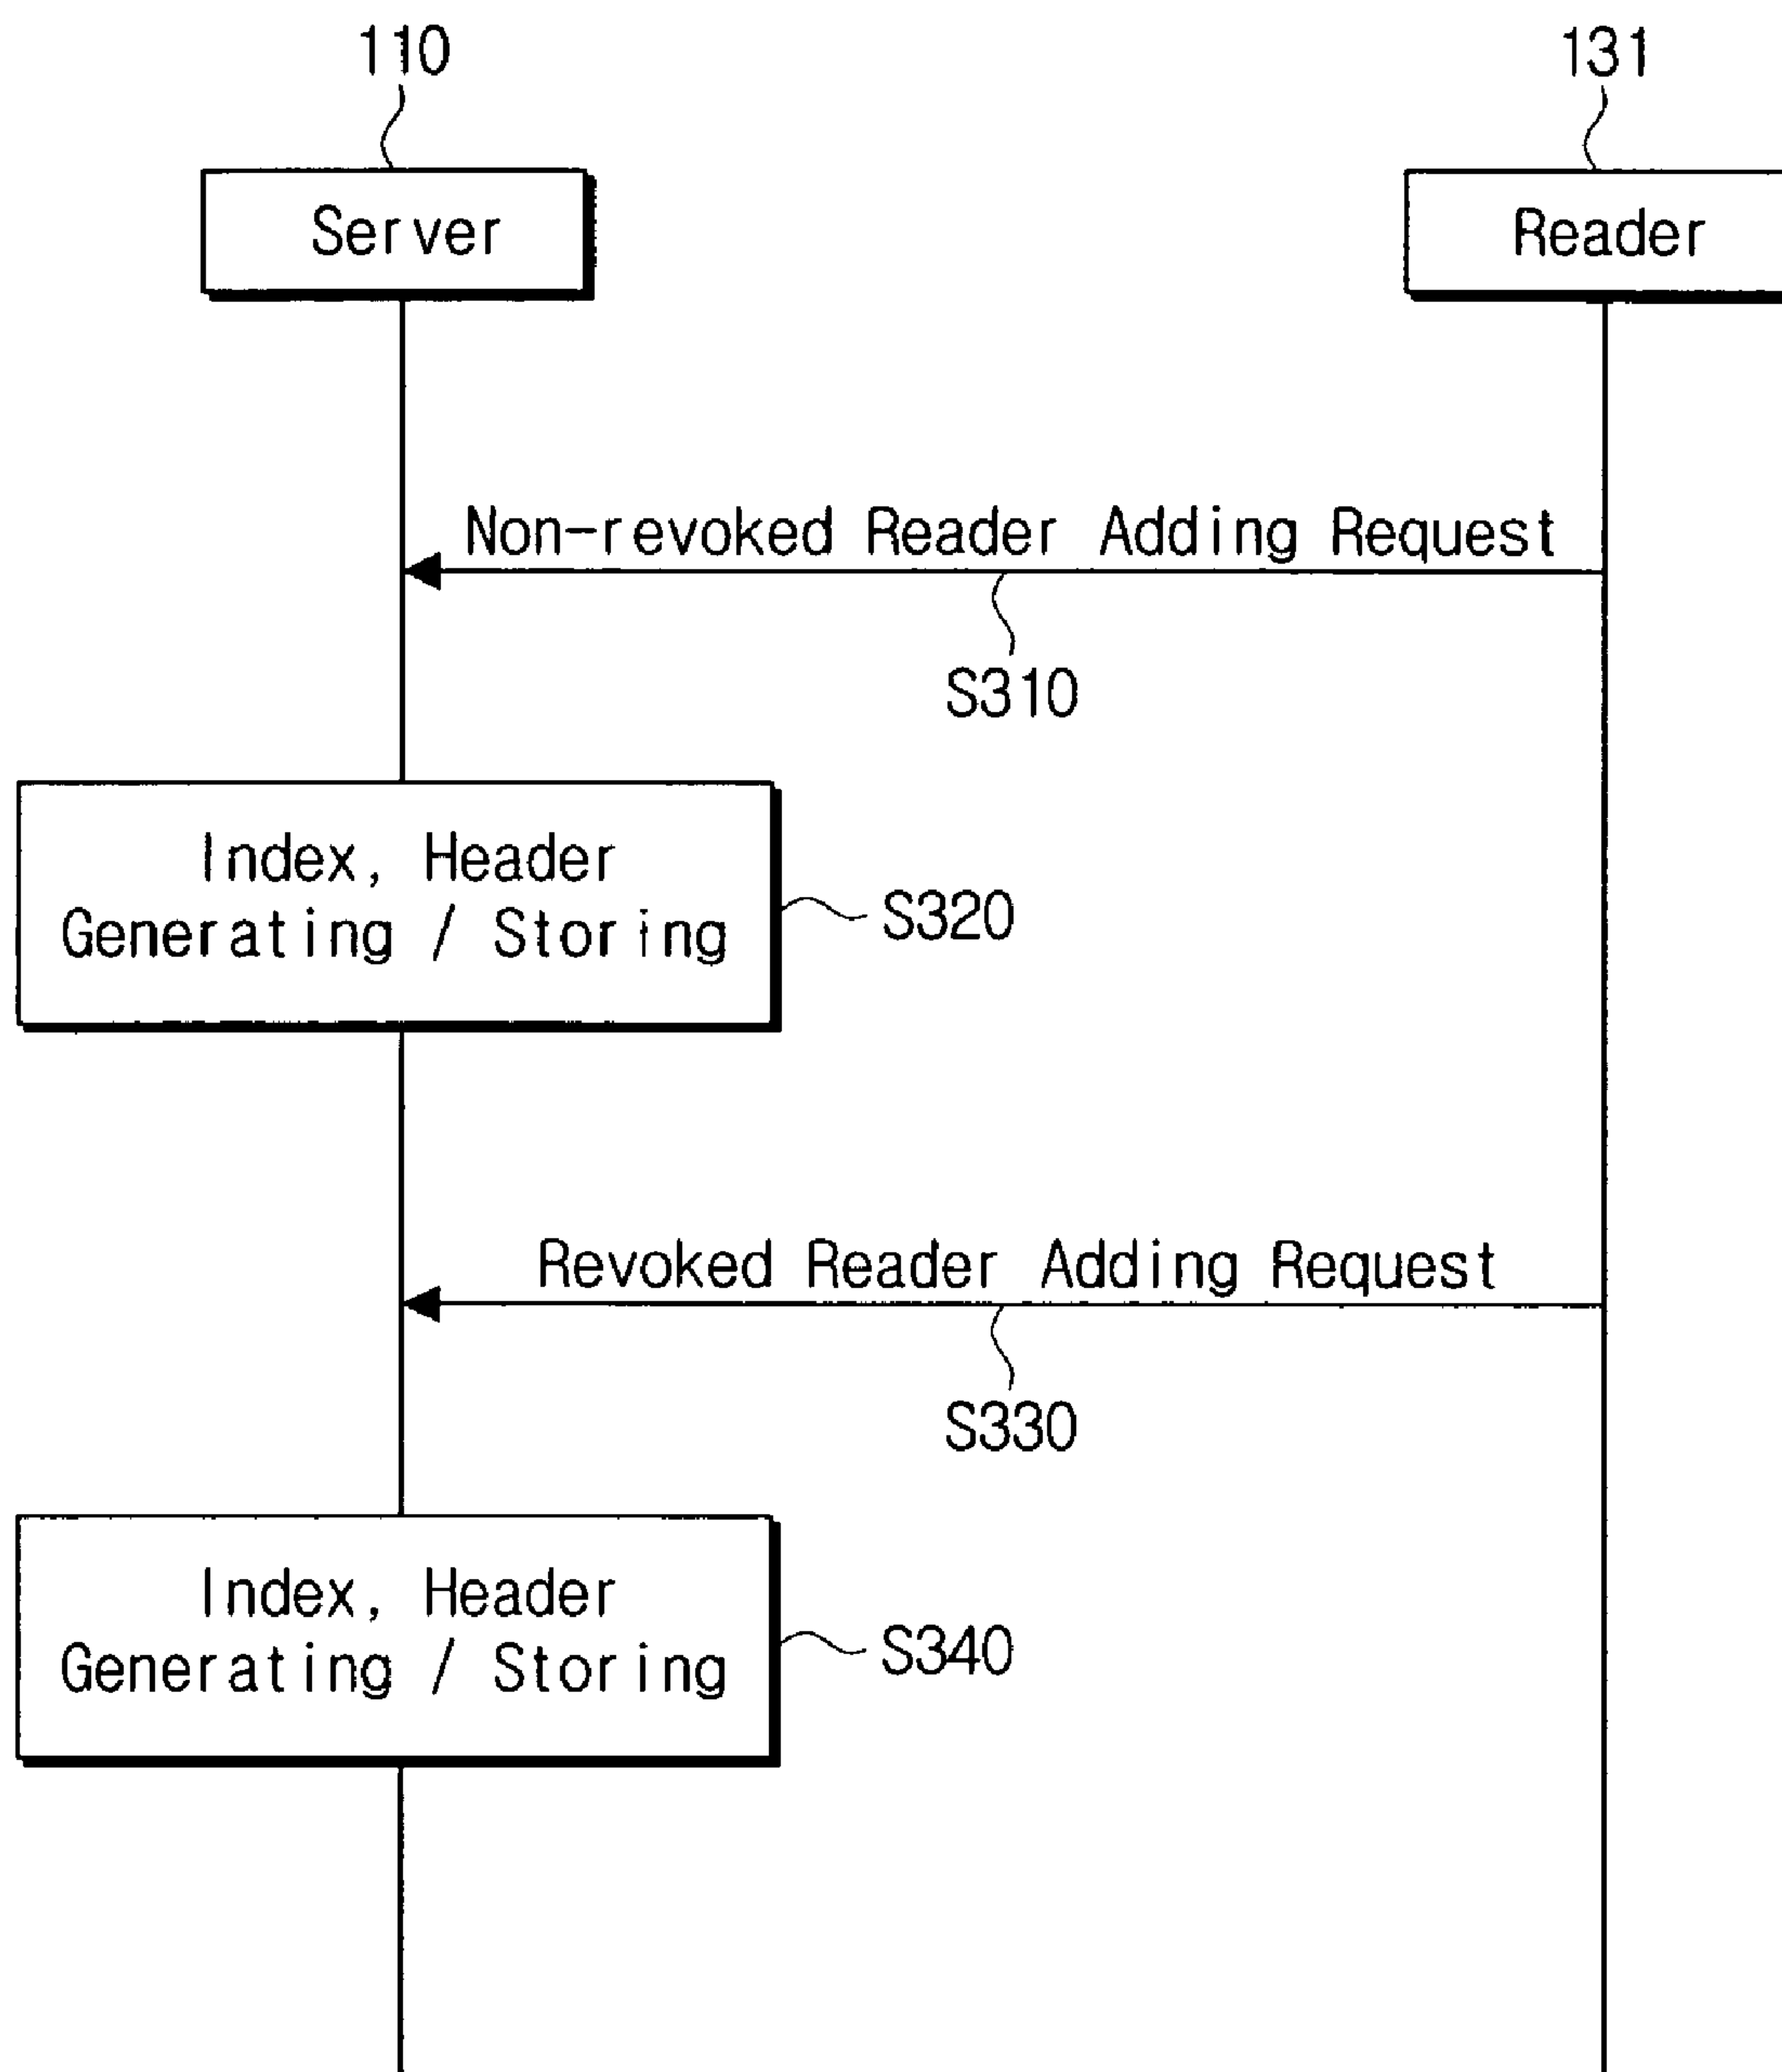 110
131
Server
Reader
Non-revoked Reader Adding Request
S310
Index, Header
Generating / Storing
S320
Revoked Reader Adding Request
S330
Index, Header
Generating / Storing
S340